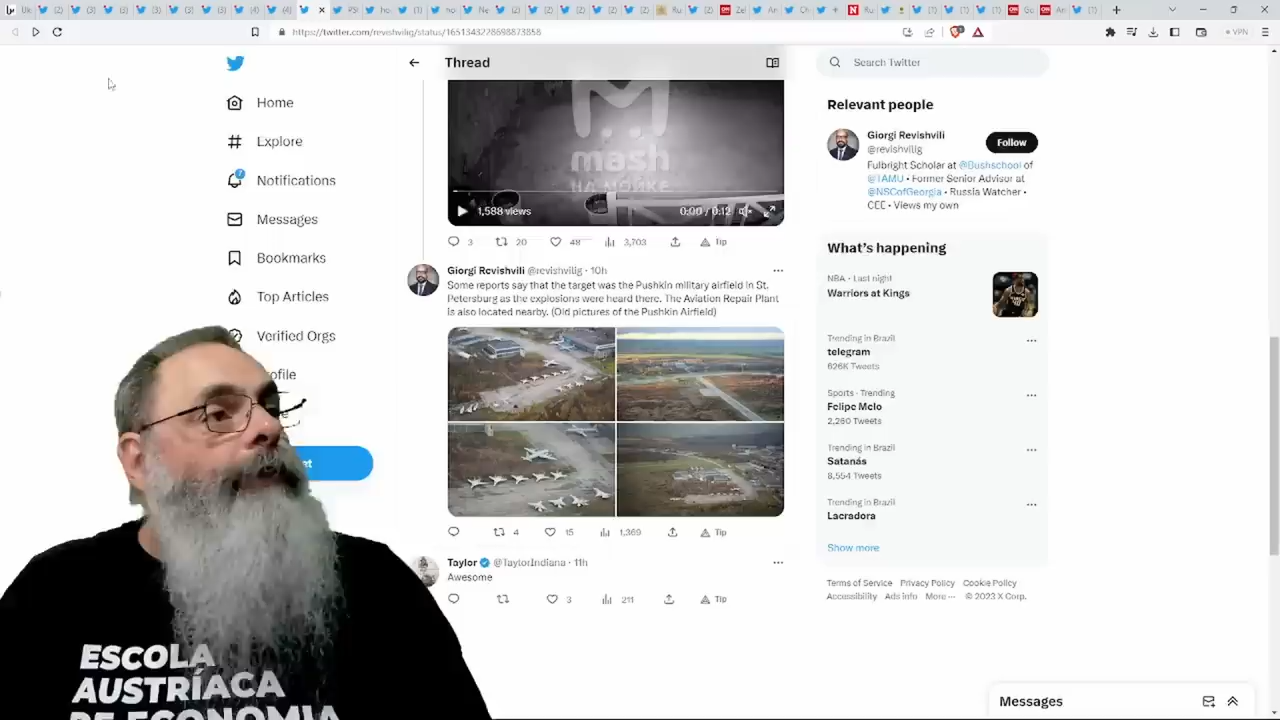 https://twitter.com/revishvilig/status/1651343228698873858
VPN
Thread
Search Twitter
Home
Explore
Notifications
Messages
Bookmarks
Top Articles
Verified Orgs
mash
НА МОЙКЕ
1,588 views
0:00 / 0:12
3
20
48
3,703
Tip
Giorgi Revishvili @revishvilig · 10h
Some reports say that the target was the Pushkin military airfield in St.
Petersburg as the explosions were heard there. The Aviation Repair Plant
is also located nearby. (Old pictures of the Pushkin Airfield)
4
15
1,369
Tip
Taylor @TaylorIndiana · 11h
Awesome
3
211
Tip
Relevant people
Giorgi Revishvili
@revishvilig
Follow
Fulbright Scholar at @Bushschool of
@TAMU • Former Senior Advisor at
@NSCofGeorgia • Russia Watcher •
CEE • Views my own
What's happening
NBA · Last night
Warriors at Kings
Trending in Brazil
telegram
626K Tweets
Sports · Trending
Felipe Melo
2,260 Tweets
Trending in Brazil
Satanás
8,554 Tweets
Trending in Brazil
Lacradora
Show more
Terms of Service Privacy Policy Cookie Policy
Accessibility Ads info More ··· © 2023 X Corp.
Messages
ESCOLA
AUSTRÍACA
DE ECONOMIA